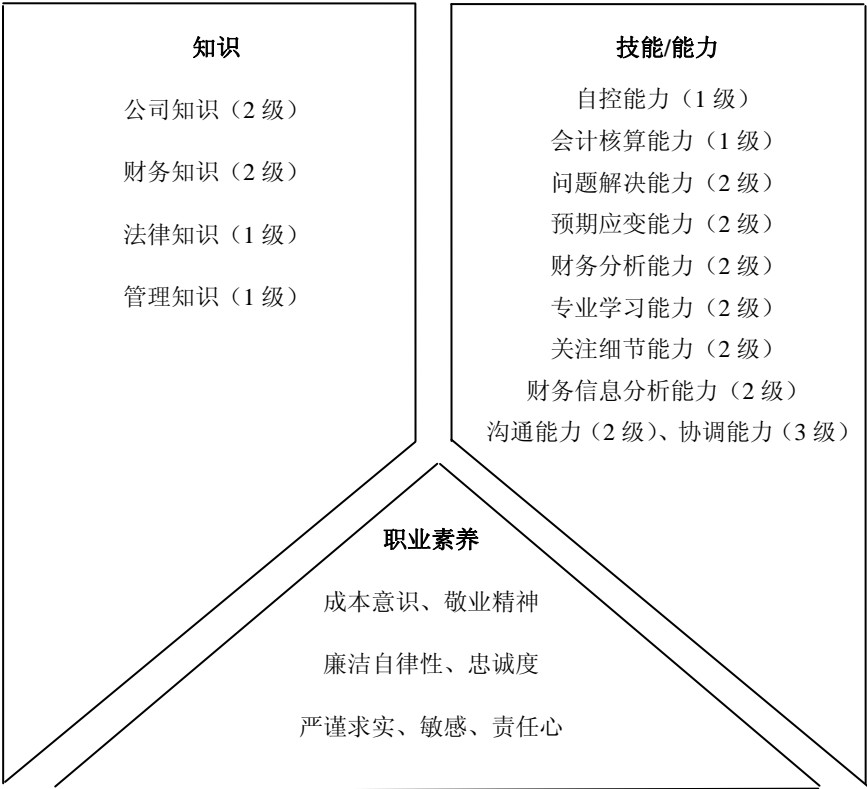 知识
公司知识（2 级）
财务知识（2 级）
法律知识（1 级）
管理知识（1 级）
技能/能力
自控能力（1 级）
会计核算能力（1 级）
问题解决能力（2 级）
预期应变能力（2 级）
财务分析能力（2 级）
专业学习能力（2 级）
关注细节能力（2 级）
财务信息分析能力（2 级）
沟通能力（2 级）、协调能力（3 级）
职业素养
成本意识、敬业精神
廉洁自律性、忠诚度
严谨求实、敏感、责任心